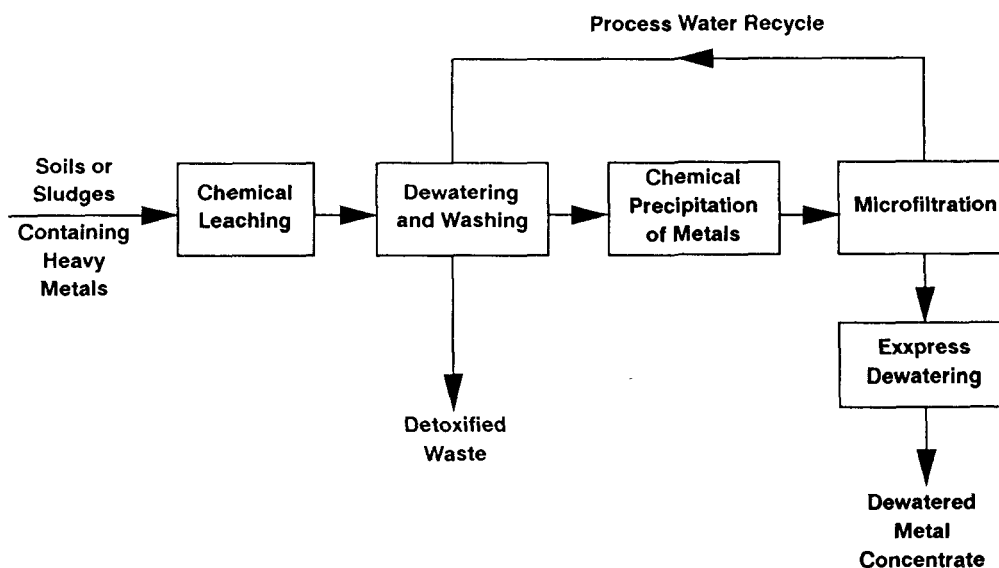 Process Water Recycle
Soils or
Sludges
Containing
Heavy
Metals
Chemical
Leaching
Dewatering
and Washing
Chemical
Precipitation
of Metals
Microfiltration
Exxpress
Dewatering
Detoxified
Waste
Dewatered
Metal
Concentrate